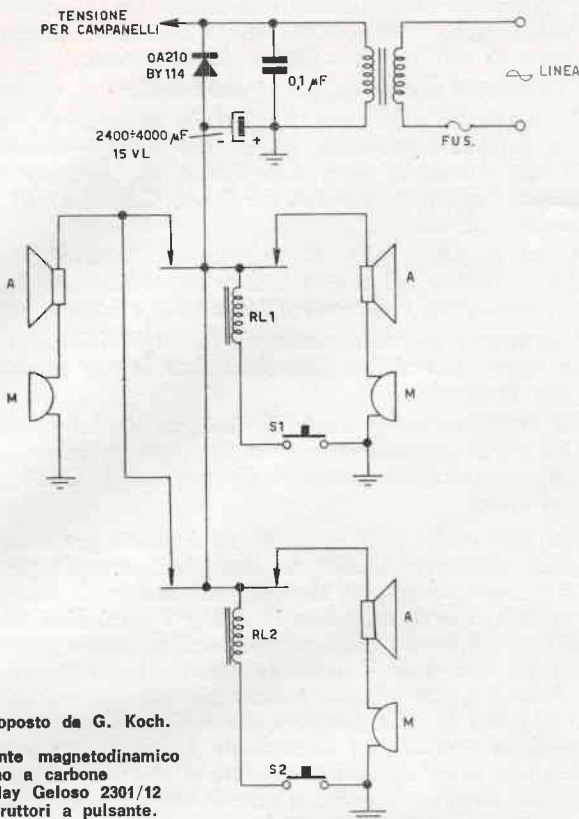 TENSIONE
PER CAMPANELLI
OA210
BY114
0,1 µF
LINEA
FUS.
2400÷4000 µF
- +
15 VL
A
A
RL1
M
M
S1
A
RL2
M
S2
oposto da G. Koch.
nte magnetodinamico
no a carbone
lay Geloso 2301/12
ruttori a pulsante.